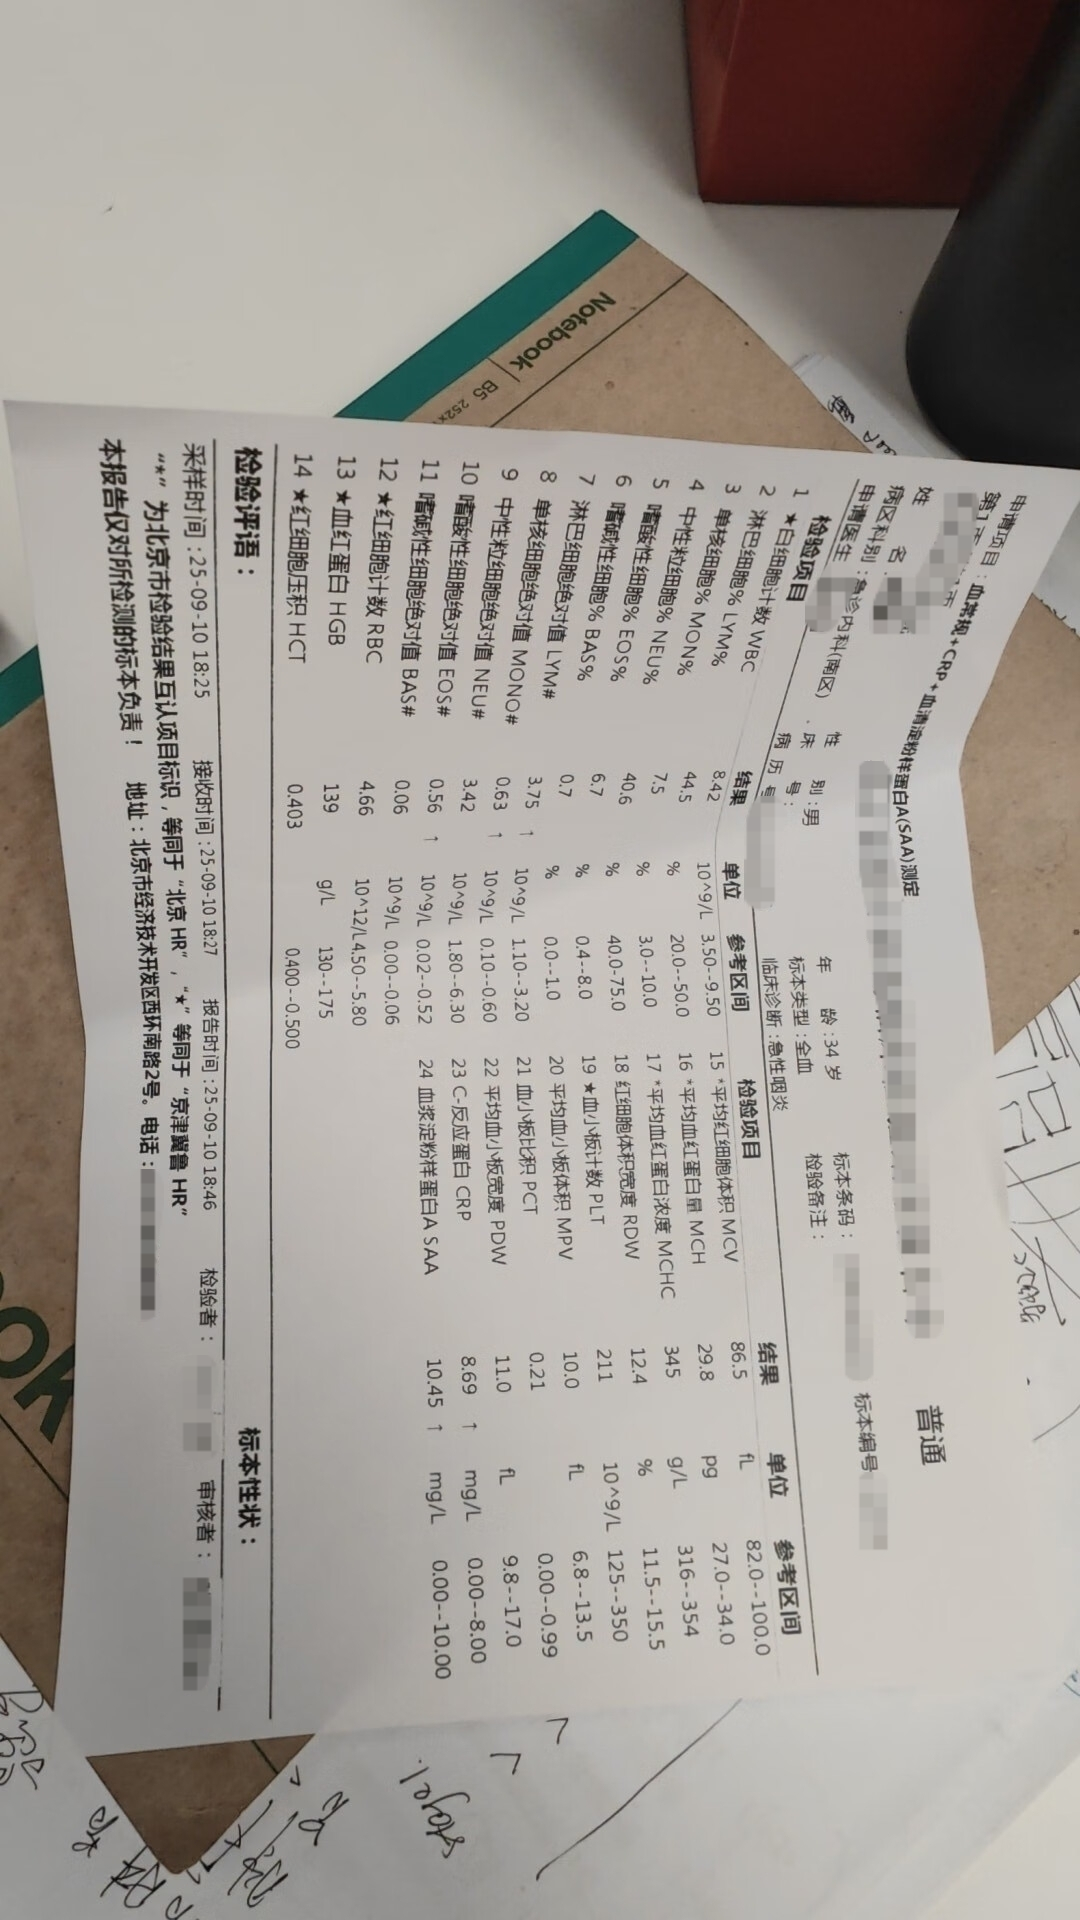 申请项目：血常规+CRP+血清淀粉样蛋白A(SAA)测定
普通
姓 名：
性 别：男
年 龄：34 岁
标本条码：
标本编号
病区科别：急诊内科(南区)
床 号：
标本类型：全血
检验备注：
申请医生
病 历 号
临床诊断：急性咽炎
检验项目 结果 单位 参考区间 检验项目 结果 单位 参考区间
1 ★白细胞计数 WBC 8.42 10^9/L 3.50--9.50 15 *平均红细胞体积 MCV 86.5 fL 82.0--100.0
2 淋巴细胞% LYM% 44.5 % 20.0--50.0 16 *平均血红蛋白量 MCH 29.8 pg 27.0--34.0
3 单核细胞% MON% 7.5 % 3.0--10.0 17 *平均血红蛋白浓度 MCHC 345 g/L 316--354
4 中性粒细胞% NEU% 40.6 % 40.0-75.0 18 红细胞体积宽度 RDW 12.4 % 11.5--15.5
5 嗜酸性细胞% EOS% 6.7 % 0.4--8.0 19 ★血小板计数 PLT 211 10^9/L 125--350
6 嗜碱性细胞% BAS% 0.7 % 0.0--1.0 20 平均血小板体积 MPV 10.0 fL 6.8--13.5
7 淋巴细胞绝对值 LYM# 3.75 ↑ 10^9/L 1.10--3.20 21 血小板比积 PCT 0.21 0.00--0.99
8 单核细胞绝对值 MONO# 0.63 ↑ 10^9/L 0.10--0.60 22 平均血小板宽度 PDW 11.0 fL 9.8--17.0
9 中性粒细胞绝对值 NEU# 3.42 10^9/L 1.80--6.30 23 C-反应蛋白 CRP 8.69 ↑ mg/L 0.00--8.00
10 嗜酸性细胞绝对值 EOS# 0.56 ↑ 10^9/L 0.02--0.52 24 血浆淀粉样蛋白A SAA 10.45 ↑ mg/L 0.00--10.00
11 嗜碱性细胞绝对值 BAS# 0.06 10^9/L 0.00--0.06
12 ★红细胞计数 RBC 4.66 10^12/L 4.50--5.80
13 ★血红蛋白 HGB 139 g/L 130--175
14 ★红细胞压积 HCT 0.403 0.400--0.500
检验评语： 标本性状：
采样时间：25-09-10 18:25 接收时间：25-09-10 18:27 报告时间：25-09-10 18:46 检验者： 审核者：
“*”为北京市检验结果互认项目标识，等同于“北京 HR”，“★”等同于“京津冀鲁 HR”
本报告仅对所检测的标本负责！ 地址：北京市经济技术开发区西环南路2号。电话：
Notebook
B5
stage1.